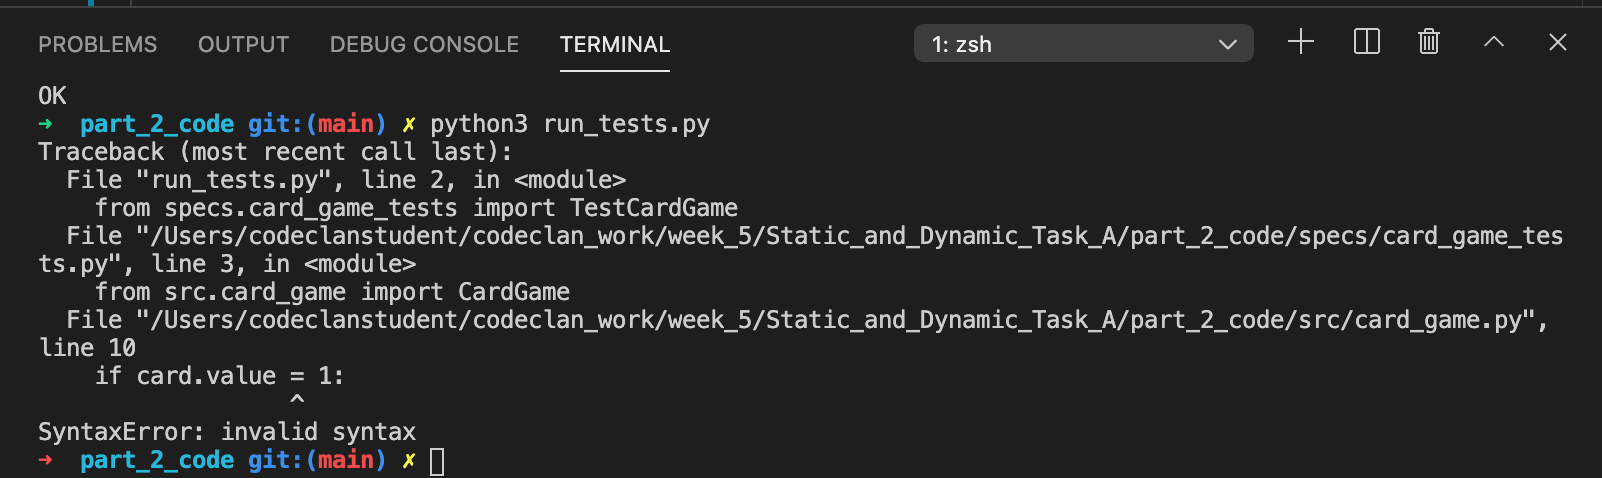 PROBLEMS OUTPUT DEBUG CONSOLE TERMINAL 1: zsh
OK
➜ part_2_code git:(main) ✗ python3 run_tests.py
Traceback (most recent call last):
  File "run_tests.py", line 2, in <module>
    from specs.card_game_tests import TestCardGame
  File "/Users/codeclanstudent/codeclan_work/week_5/Static_and_Dynamic_Task_A/part_2_code/specs/card_game_tes
ts.py", line 3, in <module>
    from src.card_game import CardGame
  File "/Users/codeclanstudent/codeclan_work/week_5/Static_and_Dynamic_Task_A/part_2_code/src/card_game.py",
line 10
    if card.value = 1:
                  ^
SyntaxError: invalid syntax
➜ part_2_code git:(main) ✗